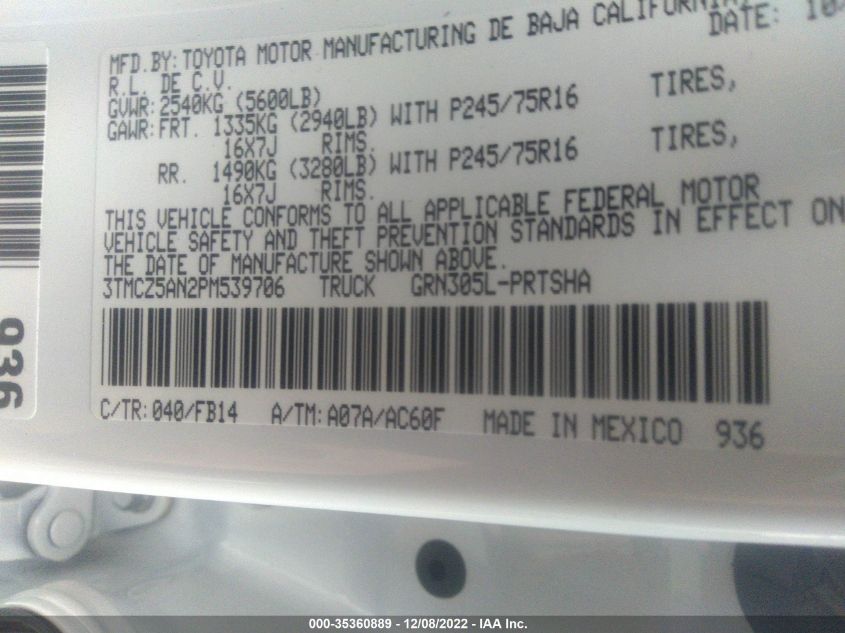 MFD.BY:TOYOTA MOTOR MANUFACTURING DE BAJA CALIFORNIA
DATE: 10
R.L. DE C.V.
GVWR:2540KG (5600LB)
GAWR:FRT. 1335KG (2940LB) WITH P245/75R16 TIRES,
16X7J RIMS.
RR. 1490KG (3280LB) WITH P245/75R16 TIRES,
16X7J RIMS.
THIS VEHICLE CONFORMS TO ALL APPLICABLE FEDERAL MOTOR
VEHICLE SAFETY AND THEFT PREVENTION STANDARDS IN EFFECT ON
THE DATE OF MANUFACTURE SHOWN ABOVE.
3TMCZ5AN2PM539706 TRUCK GRN305L-PRTSHA
C/TR:040/FB14 A/TM:A07A/AC60F MADE IN MEXICO 936
936
000-35360889 - 12/08/2022 - IAA Inc.